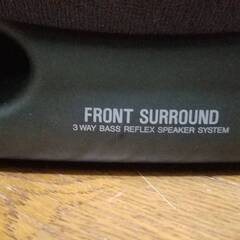 FRONT SURROUND
3 WAY BASS REFLEX SPEAKER SYSTEM